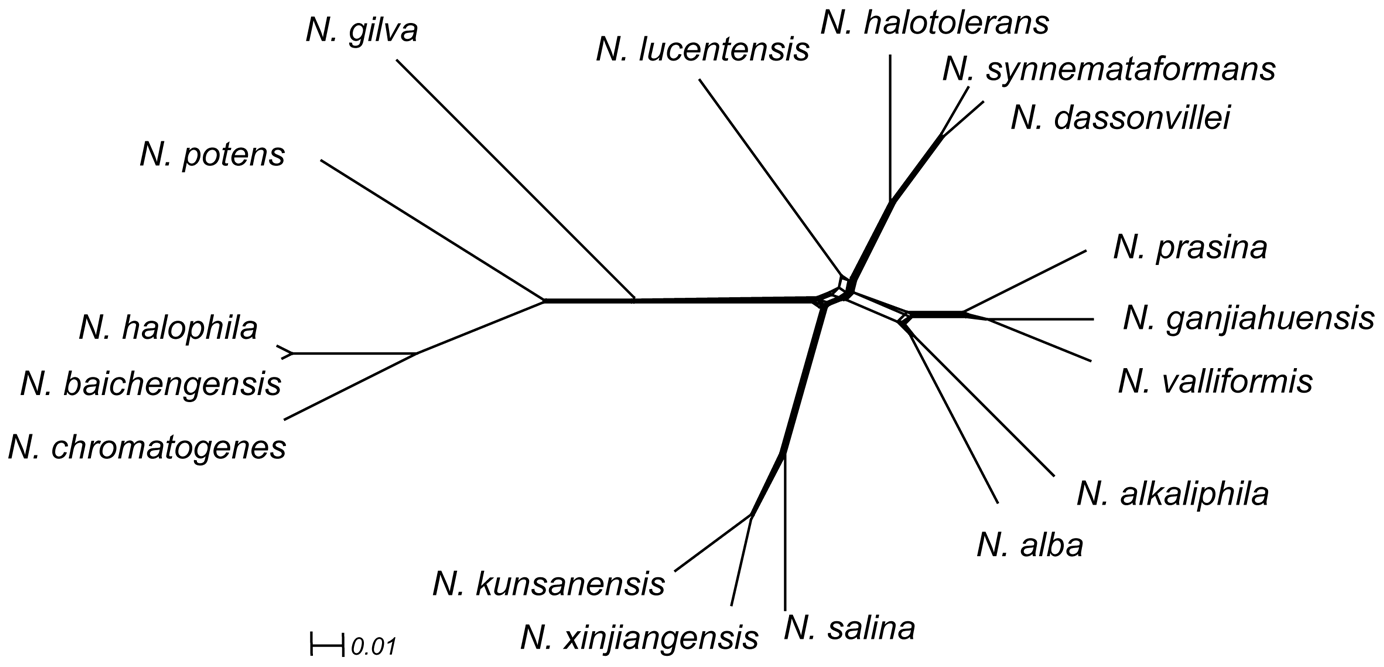 N. halotolerans
N. gilva
N. lucentensis
N. synnemataformans
N. dassonvillei
N. potens
N. prasina
N. ganjiahuensis
N. halophila
N. baichengensis
N. valliformis
N. chromatogenes
N. alkaliphila
N. alba
N. kunsanensis
N. xinjiangensis
N. salina
0.01